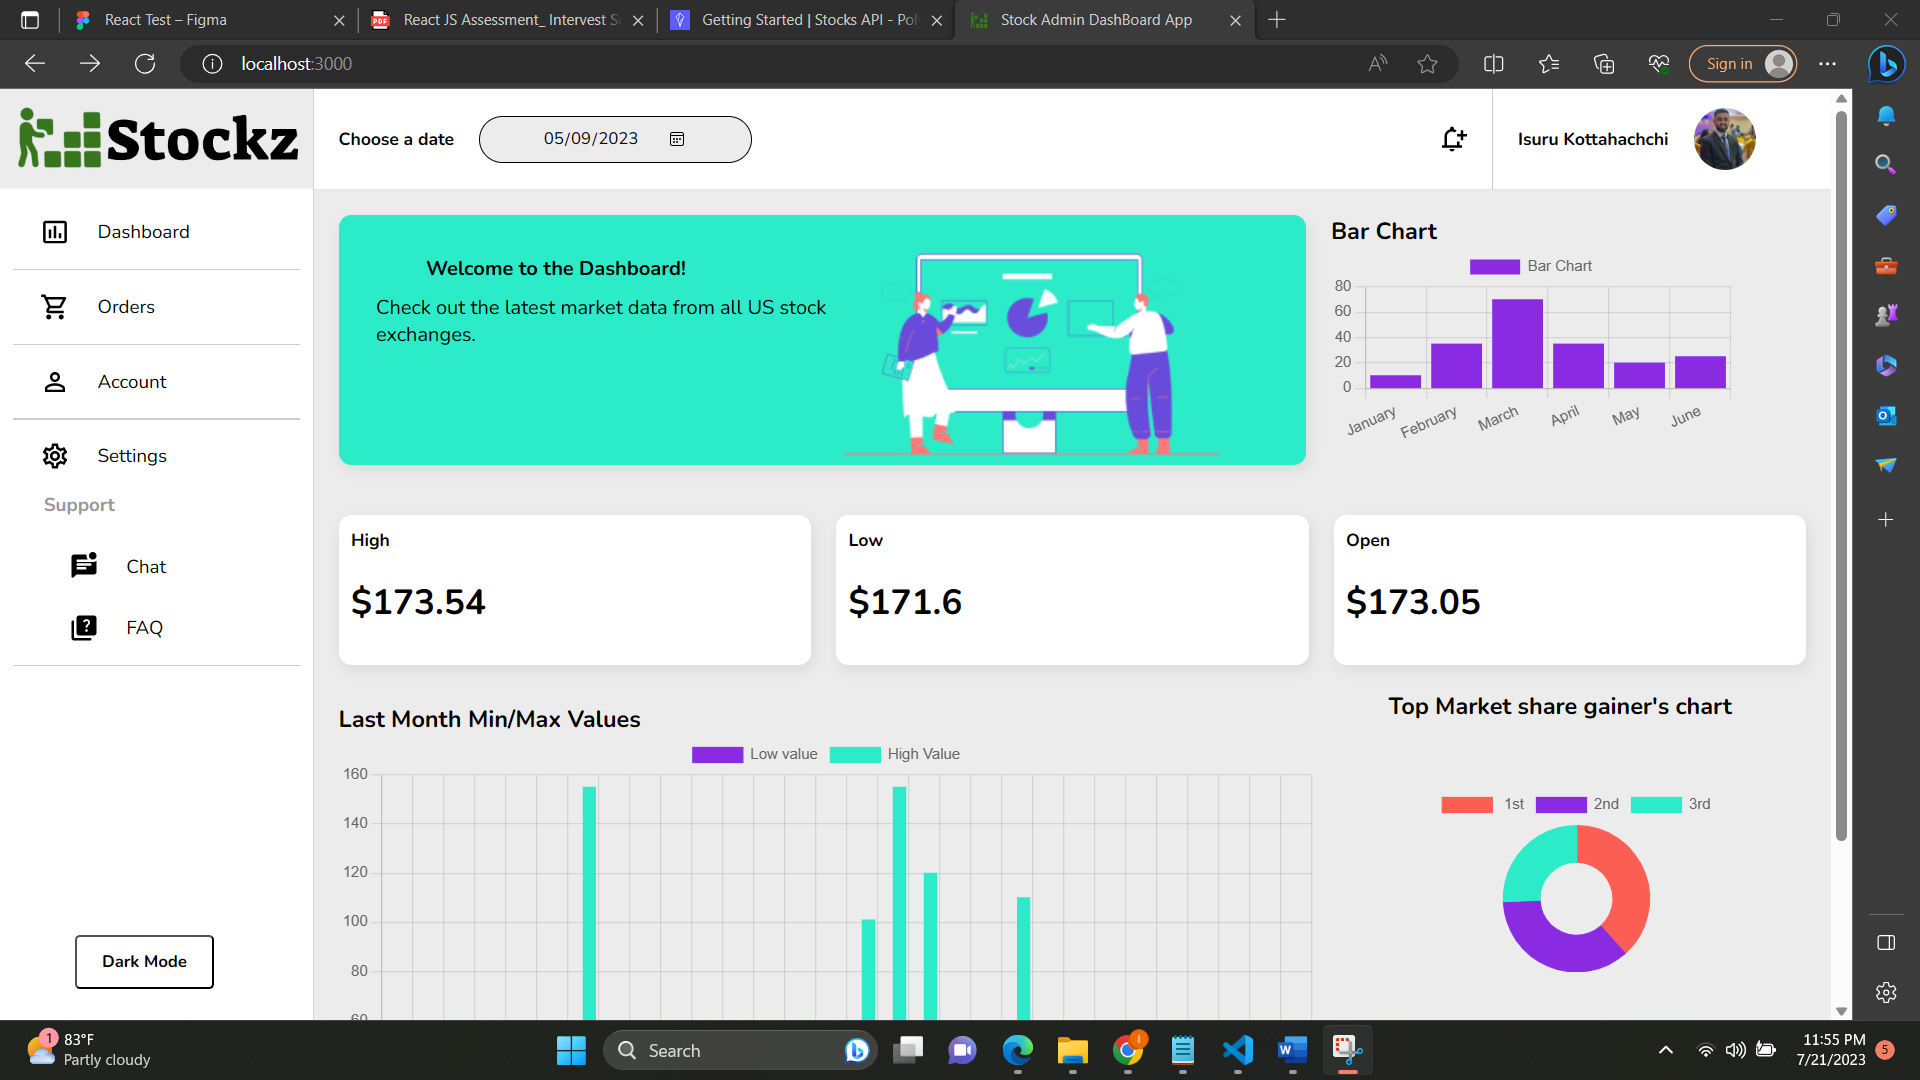 React Test – Figma
React JS Assessment_ Intervest S
Getting Started | Stocks API - Pol
Stock Admin DashBoard App
localhost:3000
Sign in
Stockz
Choose a date
05/09/2023
Isuru Kottahachchi
Dashboard
Orders
Account
Settings
Support
Chat
FAQ
Dark Mode
Welcome to the Dashboard!
Check out the latest market data from all US stock
exchanges.
Bar Chart
Bar Chart
80
60
40
20
0
January
February
March
April
May
June
High
$173.54
Low
$171.6
Open
$173.05
Last Month Min/Max Values
Low value
High Value
160
140
120
100
80
60
Top Market share gainer's chart
1st
2nd
3rd
1
83°F
Partly cloudy
Search
11:55 PM
7/21/2023
5